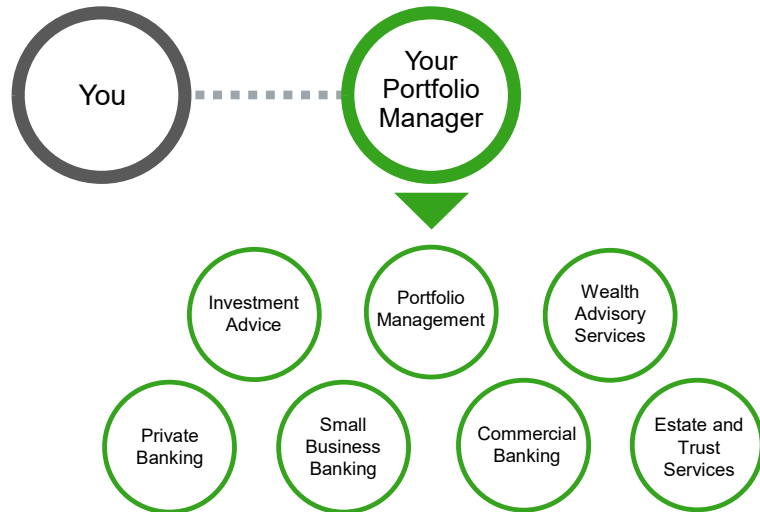 You
Your
Portfolio
Manager
Investment
Advice
Portfolio
Management
Wealth
Advisory
Services
Private
Banking
Small
Business
Banking
Commercial
Banking
Estate and
Trust
Services